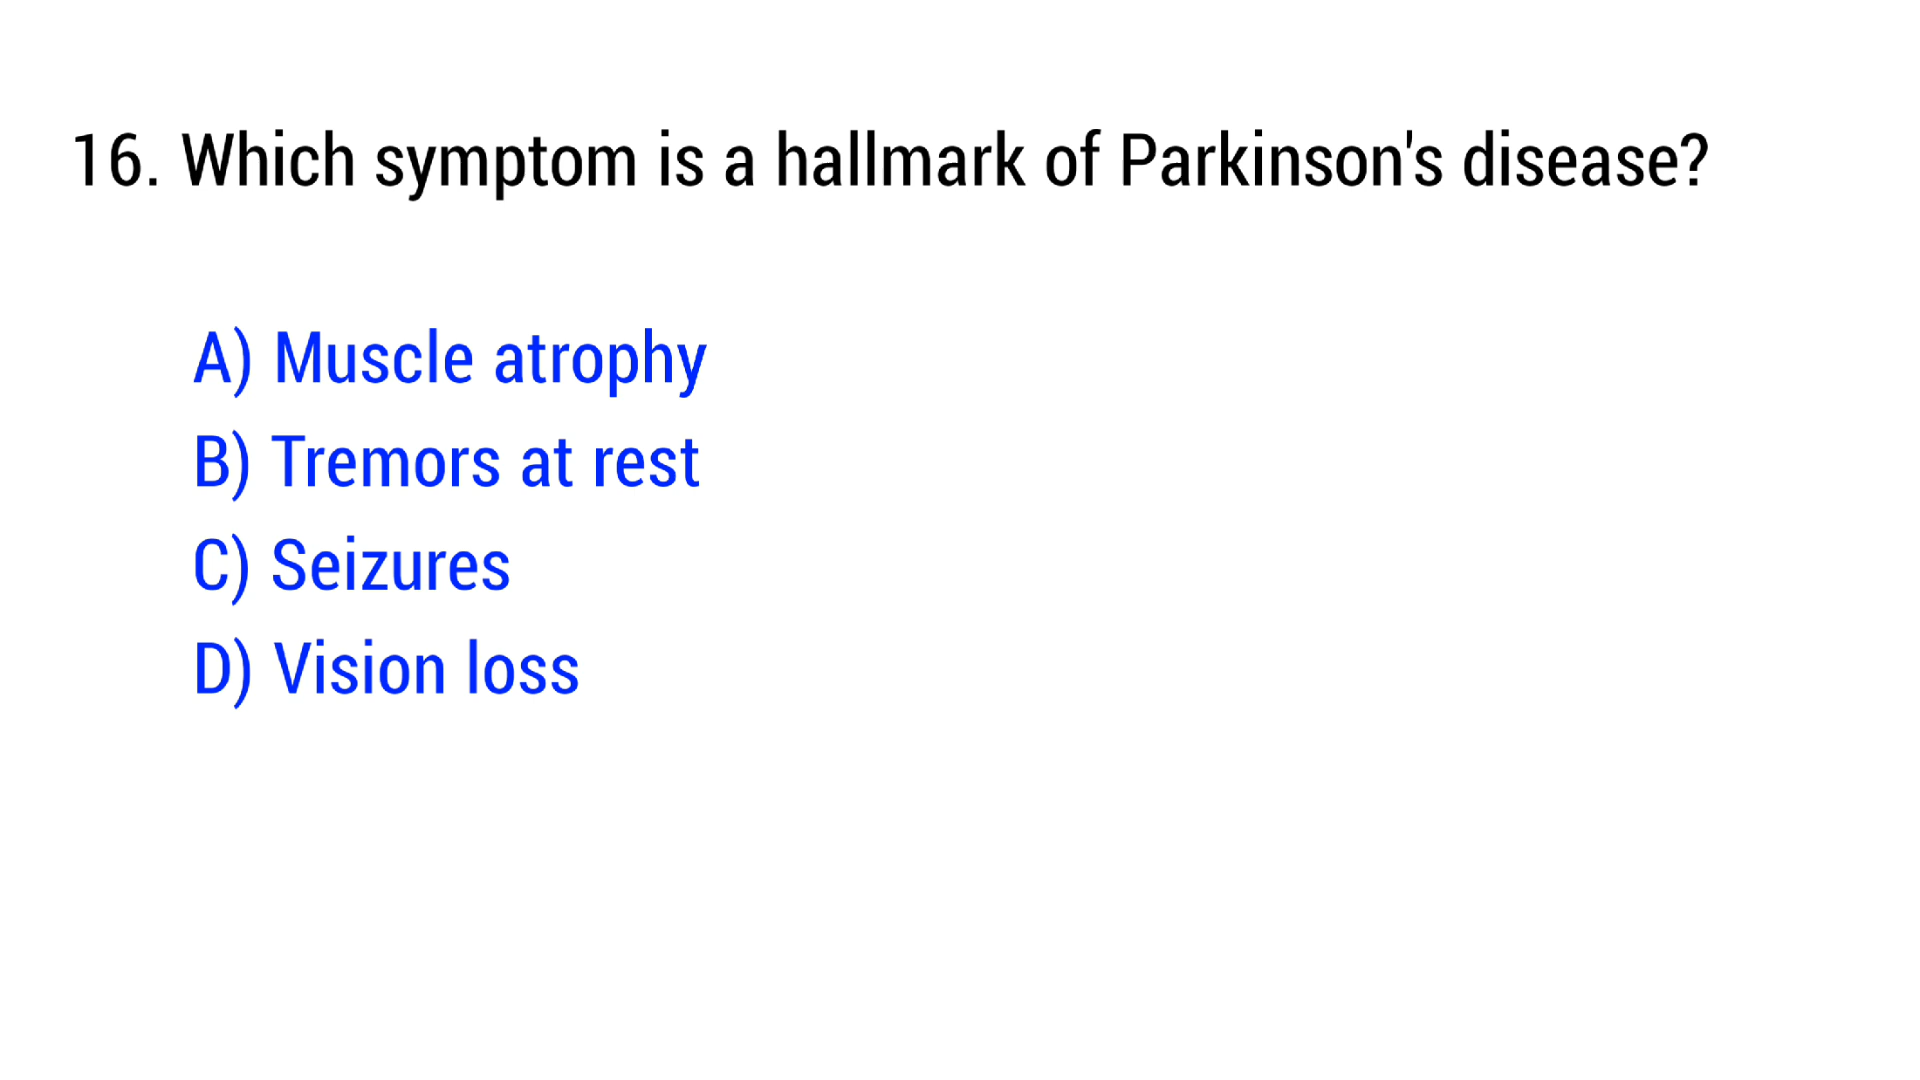 16. Which symptom is a hallmark of Parkinson's disease?
A) Muscle atrophy
B) Tremors at rest
C) Seizures
D) Vision loss